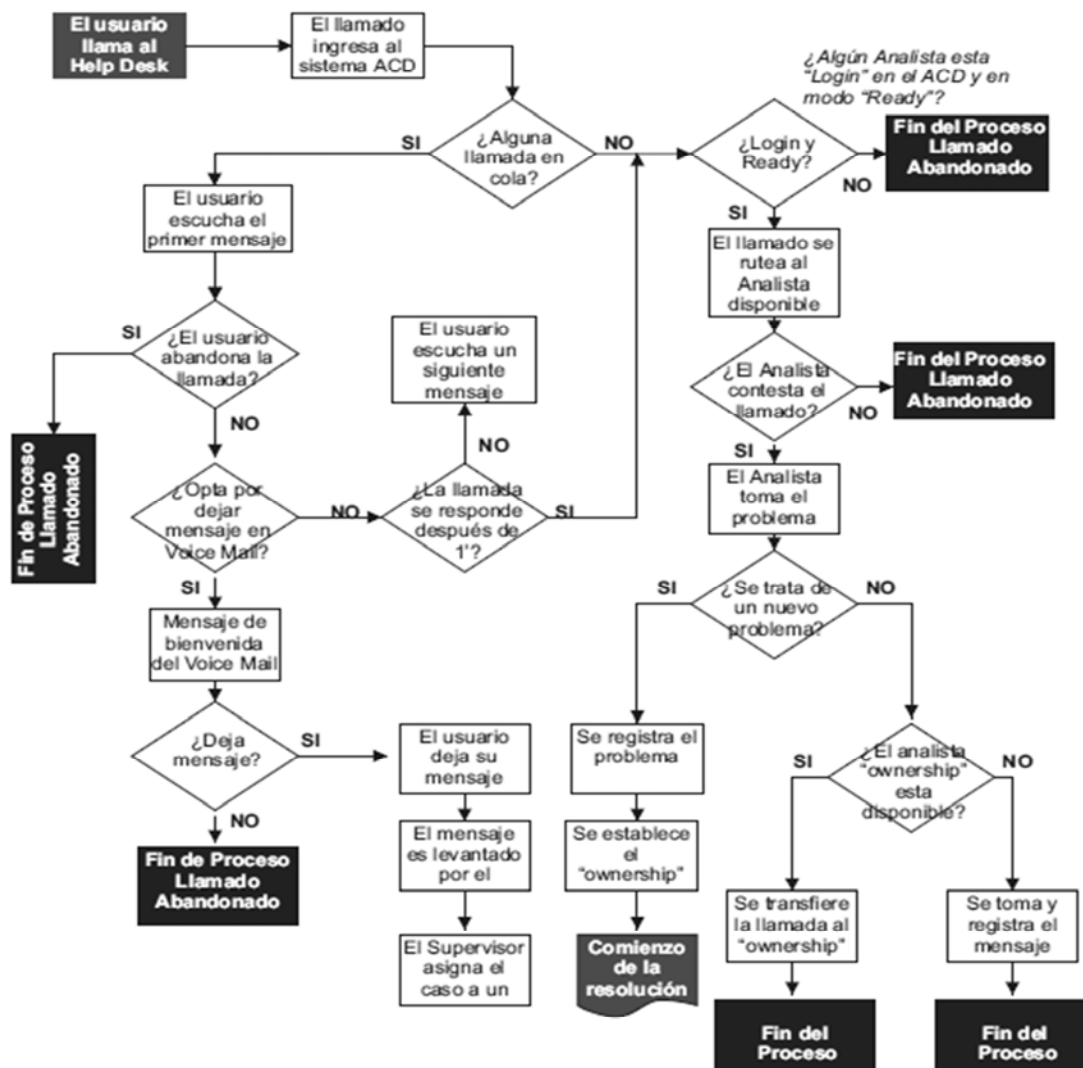 El usuario
llama al
Help Desk
El llamado
ingresa al
sistema ACD
¿Algún Analista esta
"Login" en el ACD y en
modo "Ready"?
¿Alguna
llamada en
cola?
SI
NO
¿Login y
Ready?
NO
SI
Fin del Proceso
Llamado
Abandonado
El usuario
escucha el
primer mensaje
El llamado se
rutea al
Analista
disponible
¿El usuario
abandona la
llamada?
SI
NO
El usuario
escucha un
siguiente
mensaje
¿El Analista
contesta el
llamado?
NO
SI
Fin del Proceso
Llamado
Abandonado
Fin de Proceso
Llamado
Abandonado
¿Opta por
dejar
mensaje en
Voice Mail?
NO
SI
¿La llamada
se responde
después de
1'?
NO
SI
El Analista
toma el
problema
¿Se trata de
un nuevo
problema?
SI
NO
Mensaje de
bienvenida
del Voice Mail
¿Deja
mensaje?
SI
NO
El usuario
deja su
mensaje
Se registra el
problema
¿El analista
"ownership"
esta
disponible?
SI
NO
Fin de Proceso
Llamado
Abandonado
El mensaje
es levantado
por el
Se establece
el
"ownership"
Se transfiere
la llamada al
"ownership"
Se toma y
registra el
mensaje
El Supervisor
asigna el
caso a un
Comienzo
de la
resolución
Fin del
Proceso
Fin del
Proceso